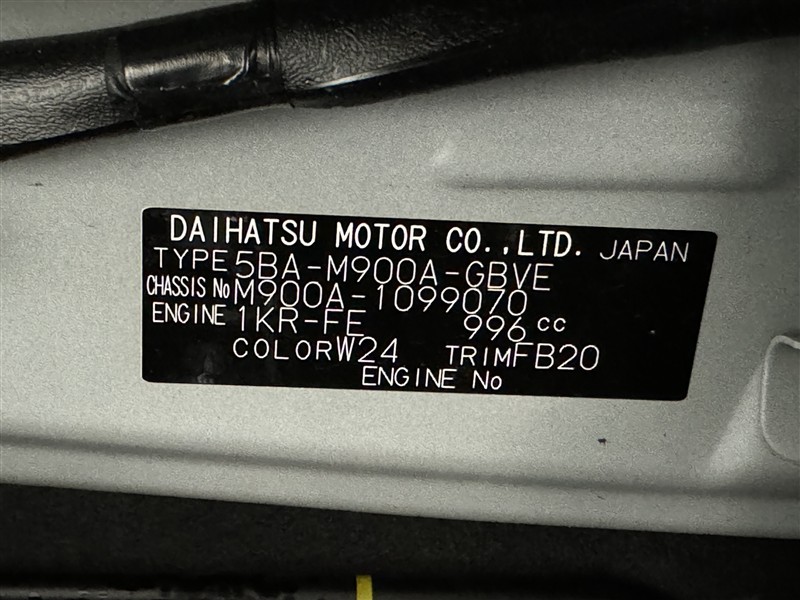 DAIHATSU MOTOR CO.,LTD. JAPAN
TYPE 5BA-M900A-GBVE
CHASSIS No M900A-1099070
ENGINE 1KR-FE 996 cc
COLOR W24 TRIM FB20
ENGINE No